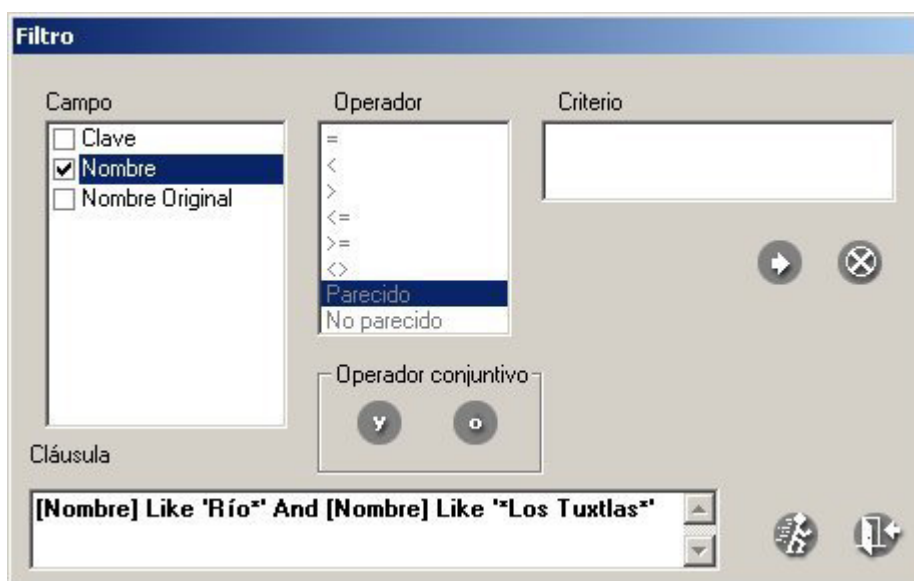 Filtro
Campo
Operador
Criterio
Clave
Nombre
Nombre Original
=
<
>
<=
>=
<>
Parecido
No parecido
Operador conjuntivo
y
o
Cláusula
[Nombre] Like 'Río*' And [Nombre] Like '*Los Tuxtlas*'